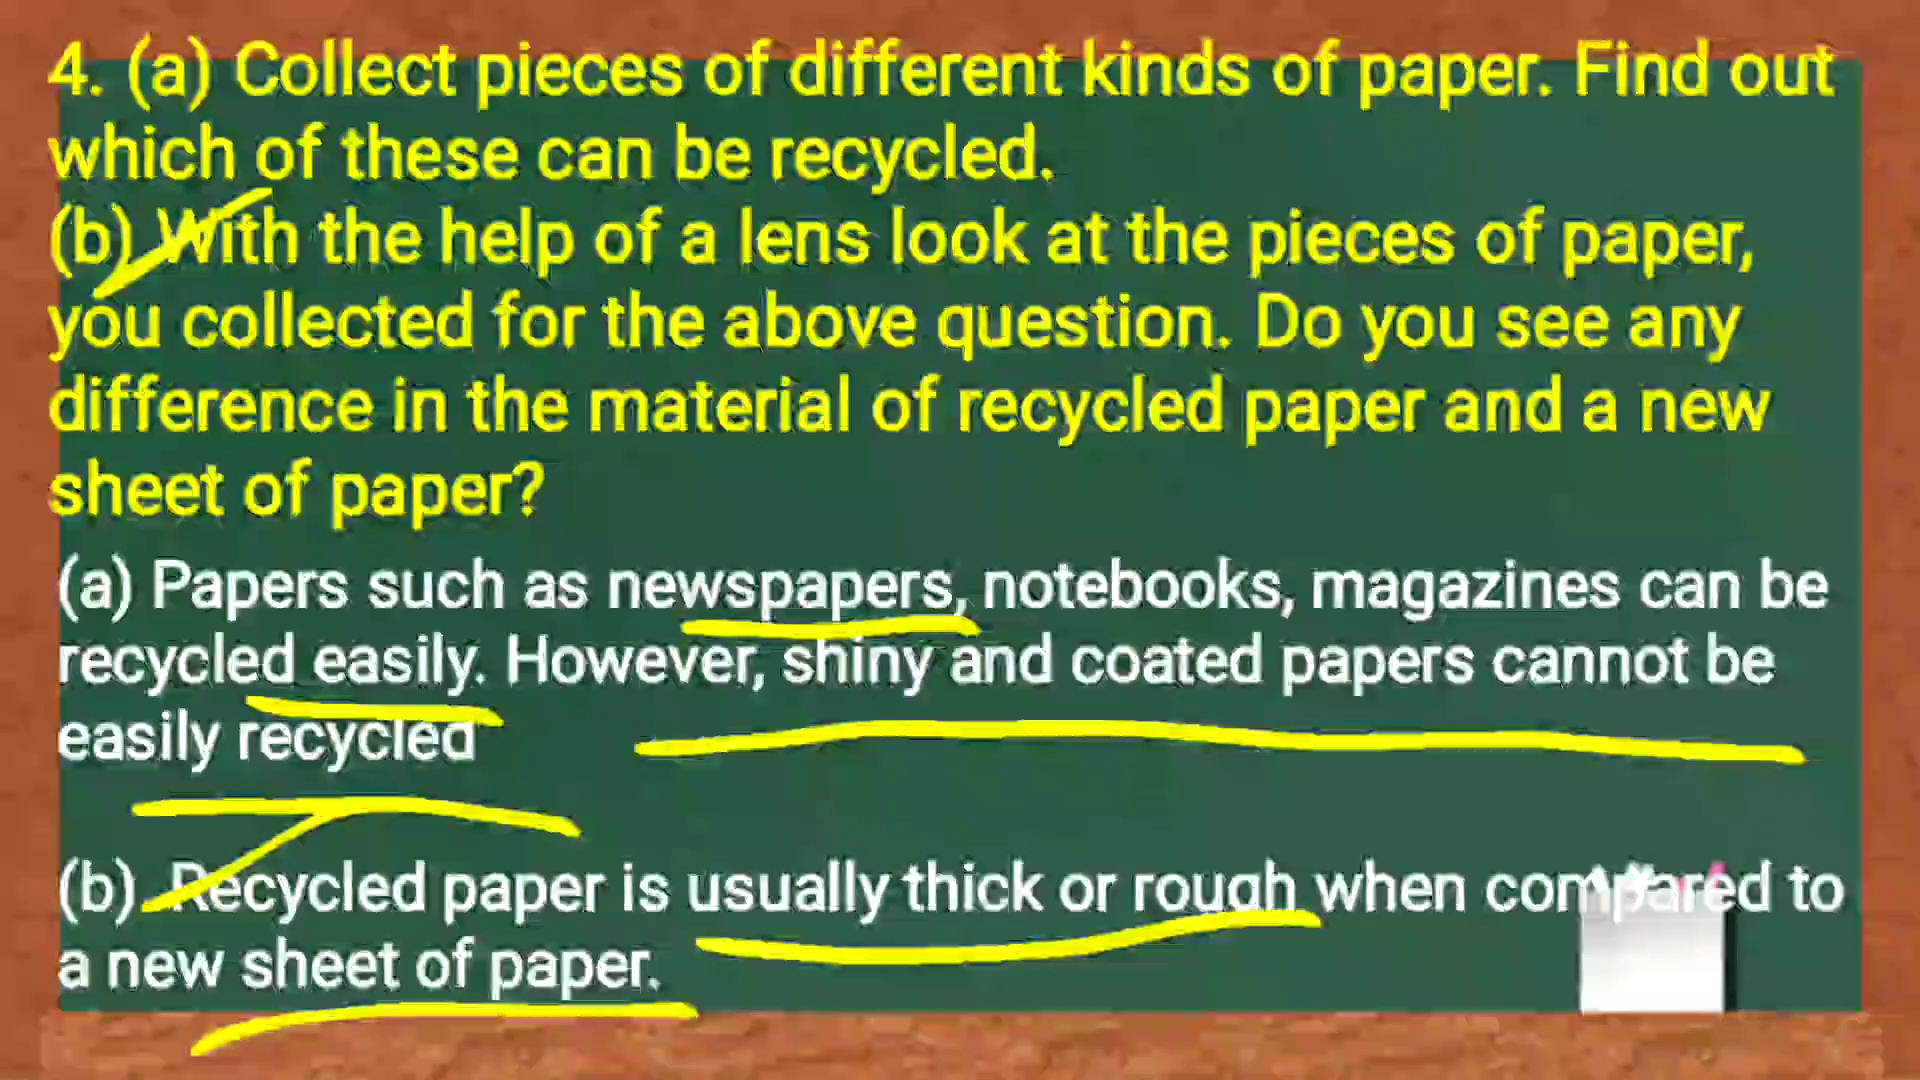 4. (a) Collect pieces of different kinds of paper. Find out
which of these can be recycled.
(b) With the help of a lens look at the pieces of paper,
you collected for the above question. Do you see any
difference in the material of recycled paper and a new
sheet of paper?
(a) Papers such as newspapers, notebooks, magazines can be
recycled easily. However, shiny and coated papers cannot be
easily recycled
(b). Recycled paper is usually thick or rough when compared to
a new sheet of paper.